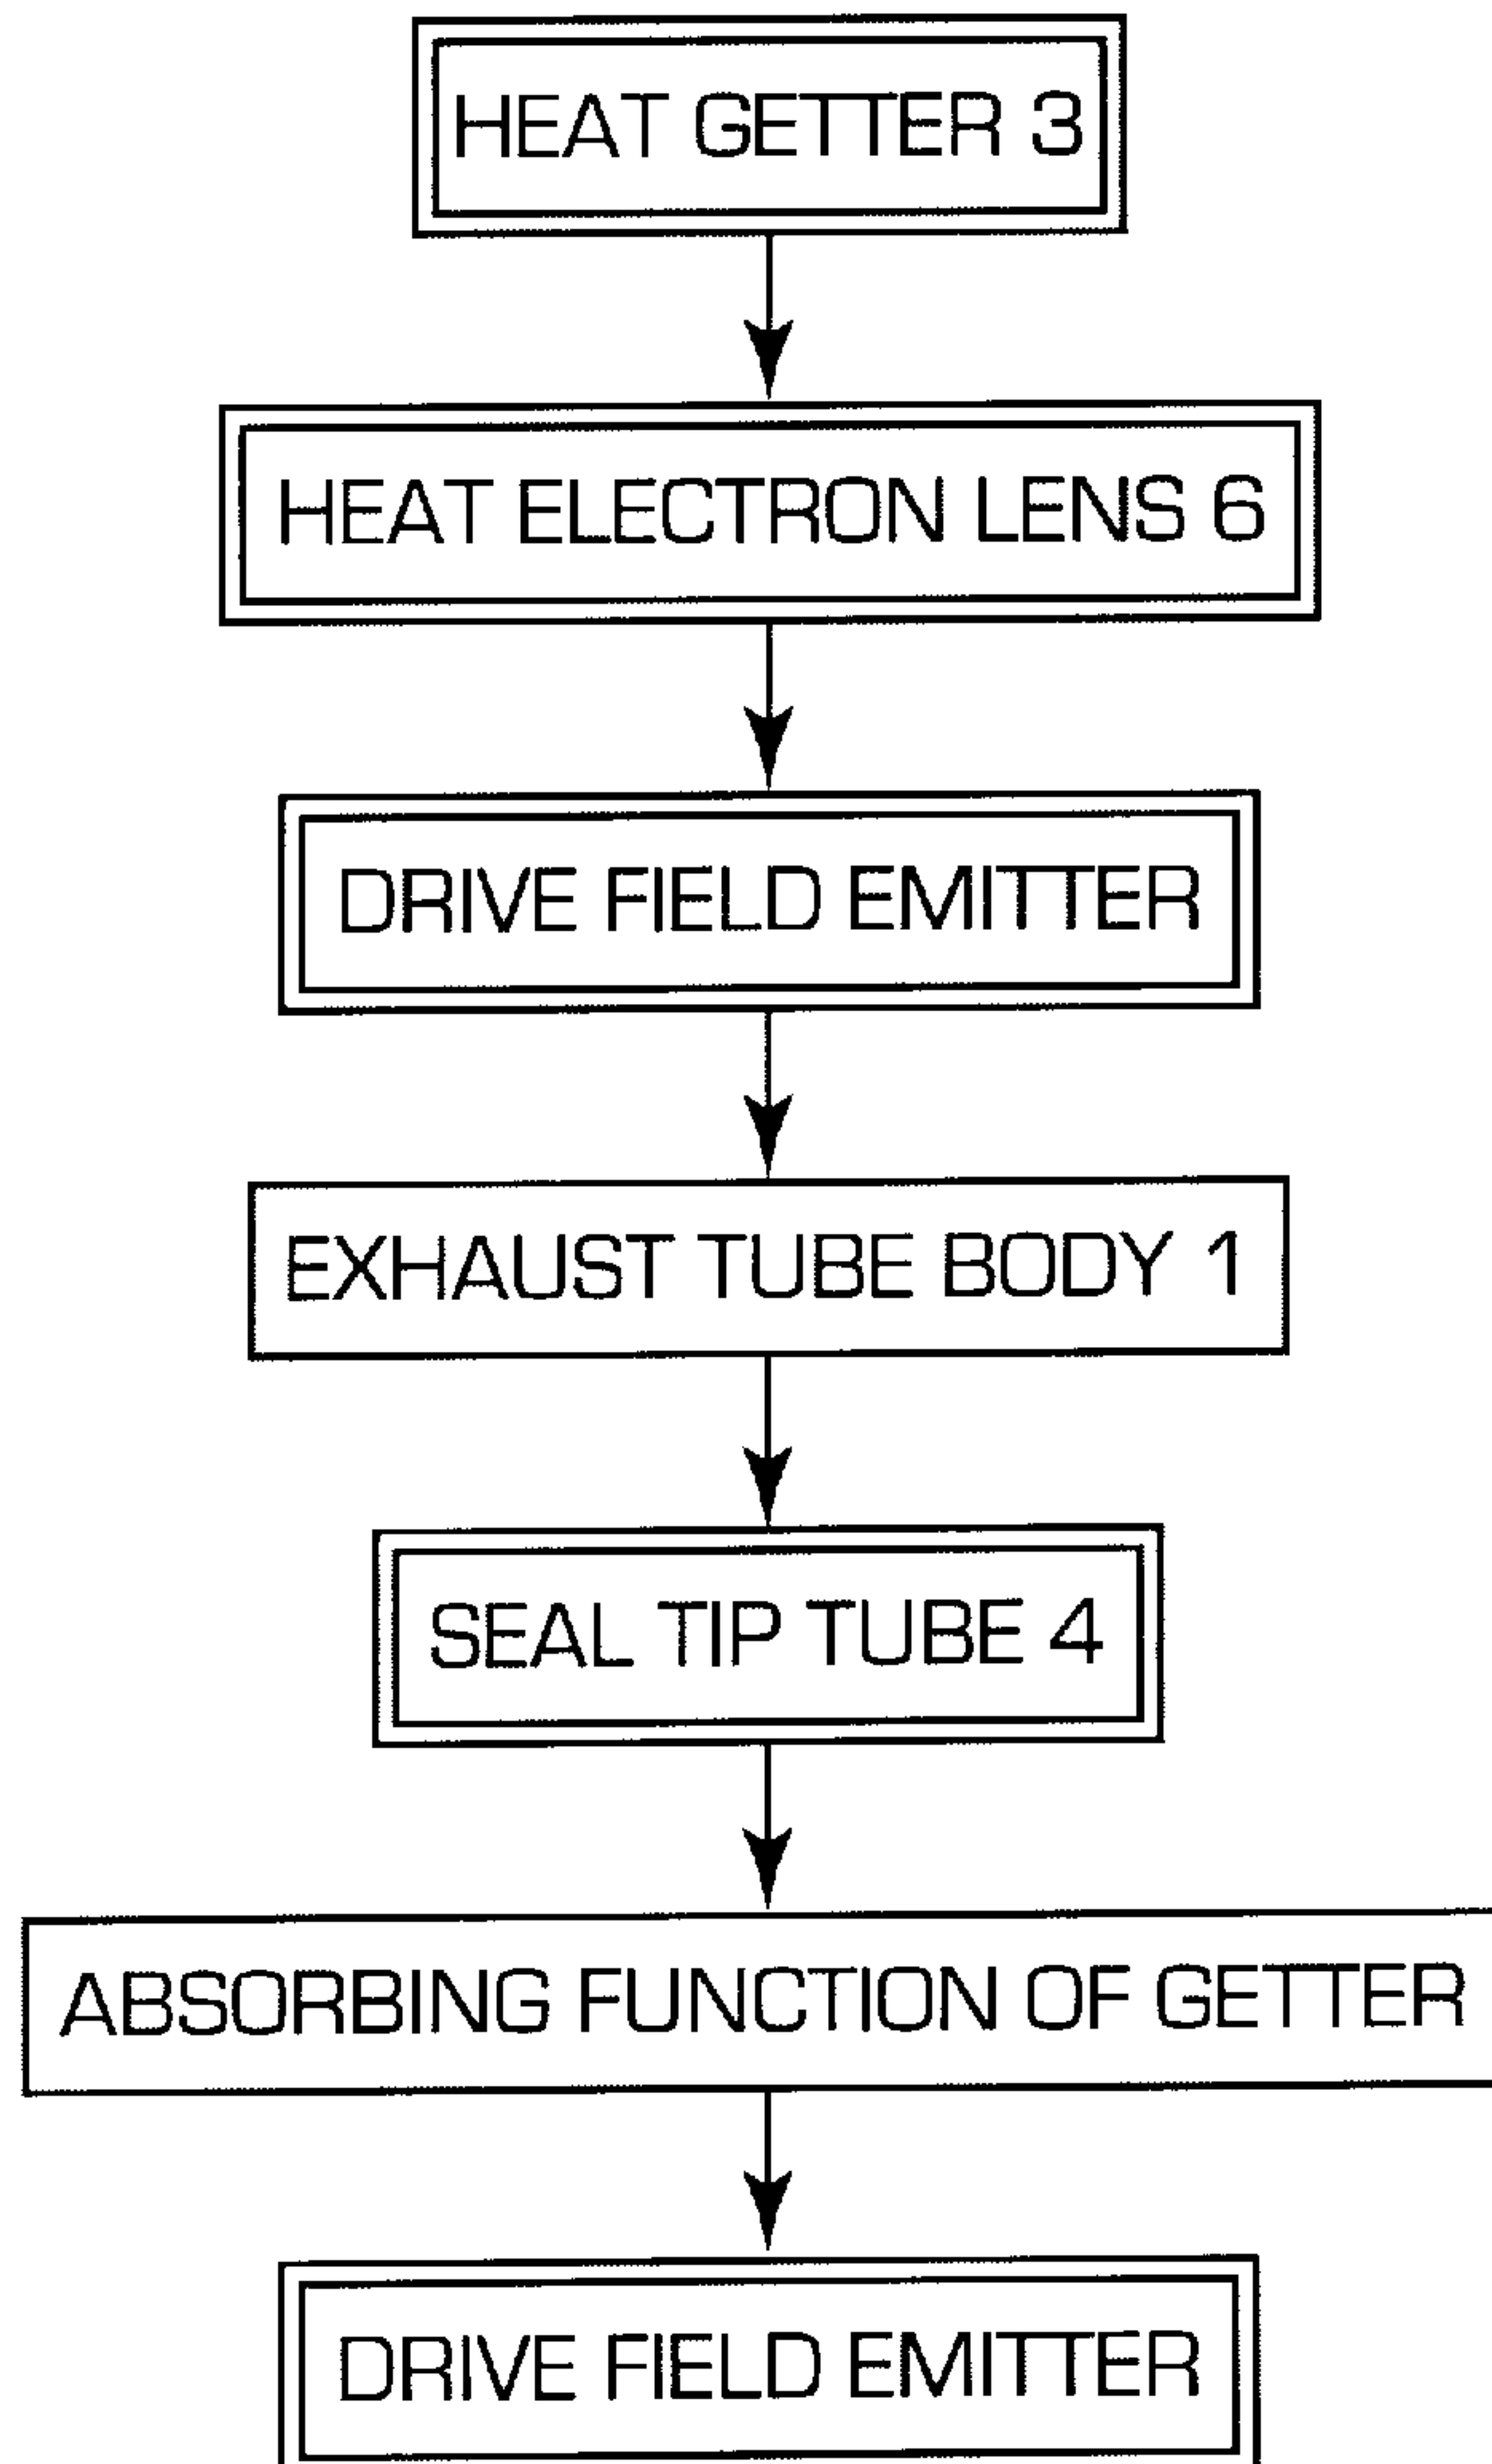 HEAT GETTER 3
HEAT ELECTRON LENS 6
DRIVE FIELD EMITTER
EXHAUST TUBE BODY 1
SEAL TIP TUBE 4
ABSORBING FUNCTION OF GETTER
DRIVE FIELD EMITTER